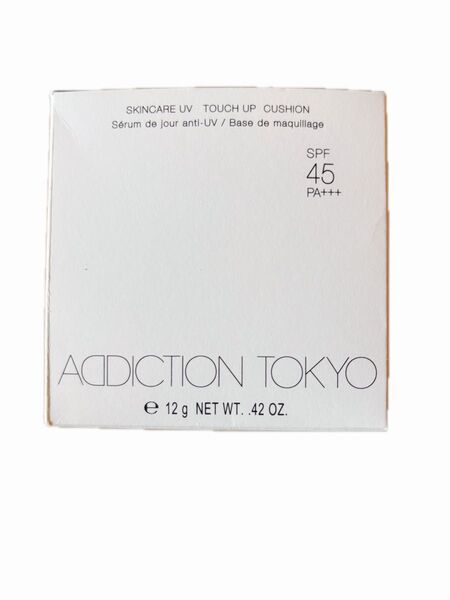 SKINCARE UV TOUCH UP CUSHION
Sérum de jour anti-UV / Base de maquillage
SPF
45
PA+++
ADDICTION TOKYO
℮ 12 g NET WT. .42 OZ.